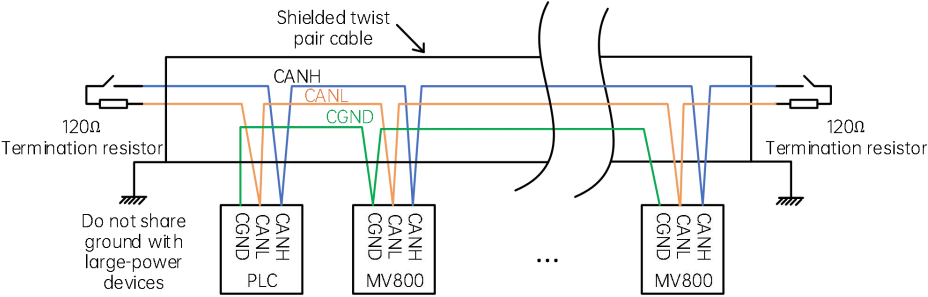 Shielded twist
pair cable
CANH
CANL
CGND
120Ω
Termination resistor
120Ω
Termination resistor
Do not share
ground with
large-power
devices
CGND
CANL
CANH
PLC
CGND
CANL
CANH
MV800
...
CGND
CANL
CANH
MV800